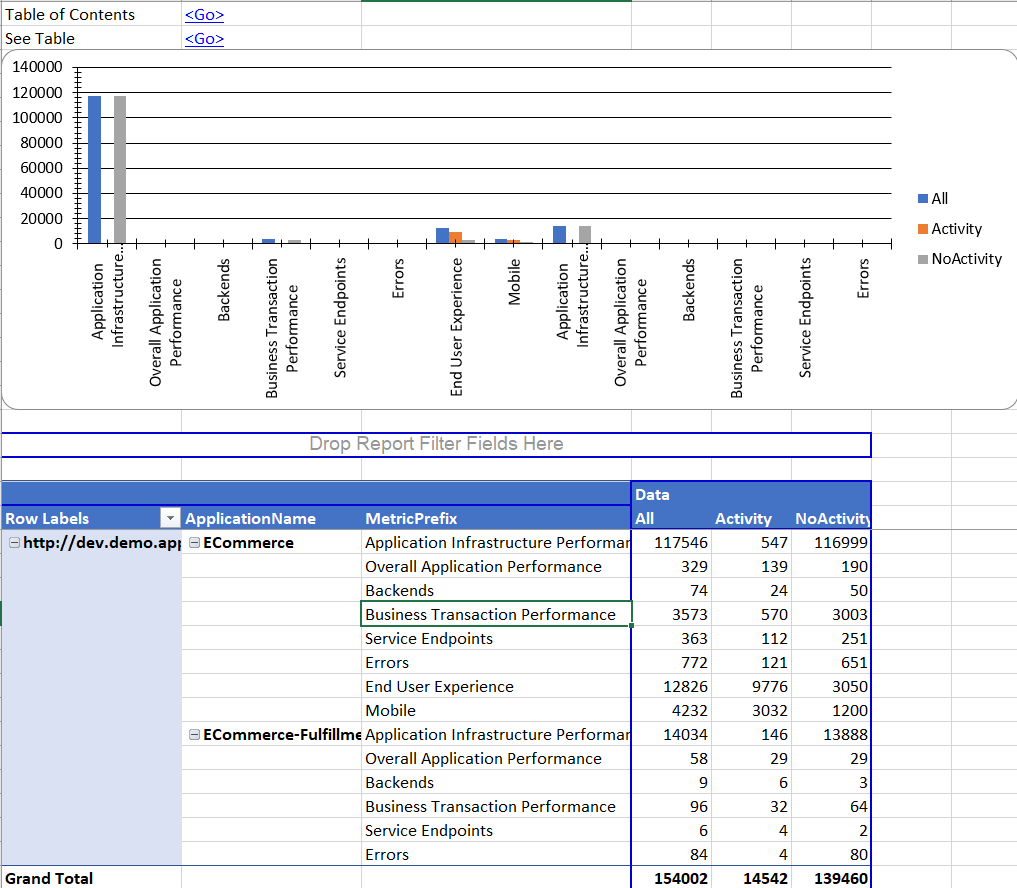 Table of Contents <Go>
See Table <Go>
140000
120000
100000
80000
60000
40000
20000
0
Application Infrastructure...
Overall Application Performance
Backends
Business Transaction Performance
Service Endpoints
Errors
End User Experience
Mobile
Application Infrastructure...
Overall Application Performance
Backends
Business Transaction Performance
Service Endpoints
Errors
All
Activity
NoActivity
Drop Report Filter Fields Here
Data
Row Labels ApplicationName MetricPrefix All Activity NoActivity
http://dev.demo.app ECommerce Application Infrastructure Performan 117546 547 116999
Overall Application Performance 329 139 190
Backends 74 24 50
Business Transaction Performance 3573 570 3003
Service Endpoints 363 112 251
Errors 772 121 651
End User Experience 12826 9776 3050
Mobile 4232 3032 1200
ECommerce-Fulfillme Application Infrastructure Performan 14034 146 13888
Overall Application Performance 58 29 29
Backends 9 6 3
Business Transaction Performance 96 32 64
Service Endpoints 6 4 2
Errors 84 4 80
Grand Total 154002 14542 139460